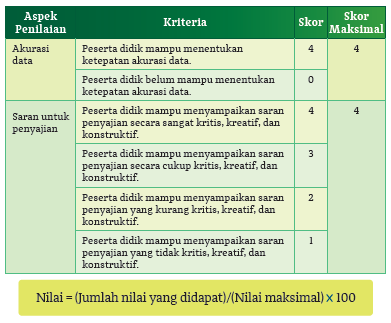 Aspek Penilaian | Kriteria | Skor | Skor Maksimal
Akurasi data | Peserta didik mampu menentukan
ketepatan akurasi data. | 4 | 4
Peserta didik belum mampu menentukan
ketepatan akurasi data. | 0
Saran untuk penyajian | Peserta didik mampu menyampaikan saran
penyajian secara sangat kritis, kreatif, dan
konstruktif. | 4 | 4
Peserta didik mampu menyampaikan saran
penyajian secara cukup kritis, kreatif, dan
konstruktif. | 3
Peserta didik mampu menyampaikan saran
penyajian yang kurang kritis, kreatif, dan
konstruktif. | 2
Peserta didik mampu menyampaikan saran
penyajian yang tidak kritis, kreatif, dan
konstruktif. | 1
Nilai = (Jumlah nilai yang didapat)/(Nilai maksimal) x 100